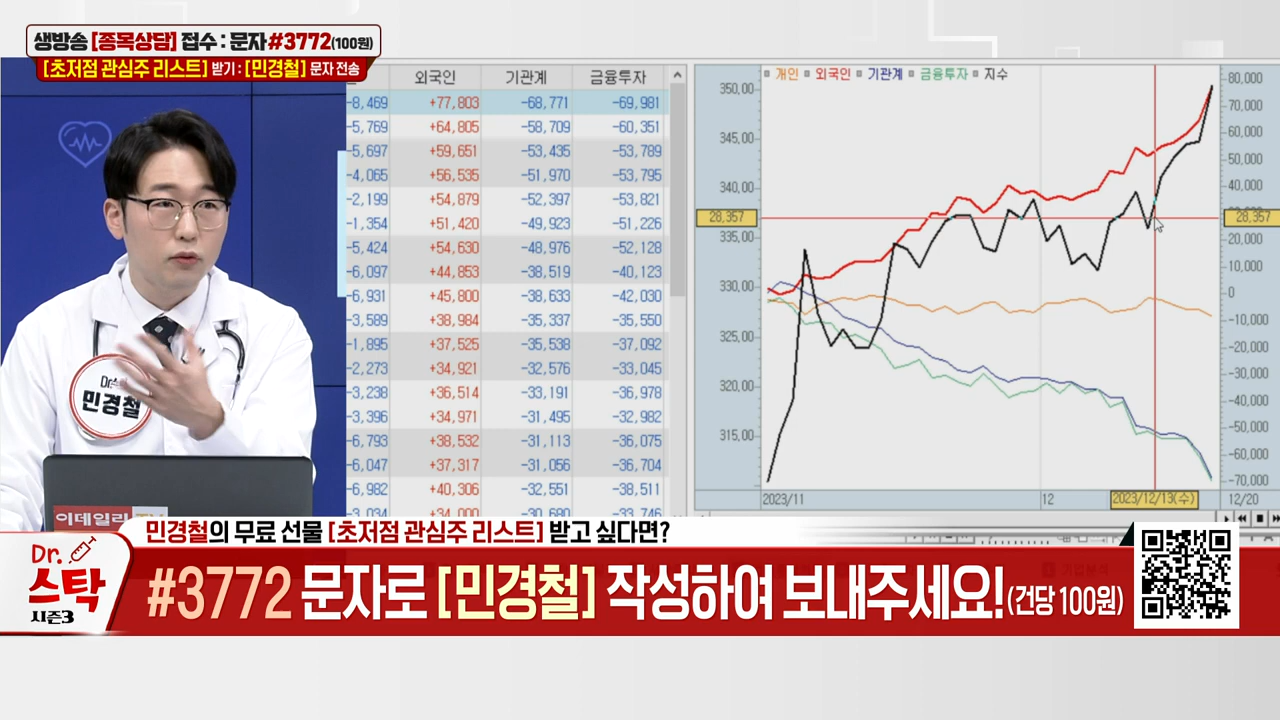 생방송 [종목상담] 접수 : 문자#3772(100원)
[초저점 관심주 리스트] 받기 : [민경철] 문자 전송
외국인 기관계 금융투자
-8,469 +77,803 -68,771 -69,981
-5,769 +64,805 -58,709 -60,351
-5,697 +59,651 -53,435 -53,789
-4,065 +56,535 -51,970 -53,795
-2,199 +54,879 -52,397 -53,821
-1,354 +51,420 -49,923 -51,226
-5,424 +54,630 -48,976 -52,128
-6,097 +44,853 -38,519 -40,123
-6,931 +45,800 -38,633 -42,030
-3,589 +38,984 -35,337 -35,550
-1,895 +37,525 -35,538 -37,092
-2,273 +34,921 -32,576 -33,045
-3,238 +36,514 -33,191 -36,978
-3,396 +34,971 -31,495 -32,982
-6,793 +38,532 -31,113 -36,075
-6,047 +37,317 -31,056 -36,704
-6,982 +40,306 -32,551 -38,511
-3,034 +34,000 -30,680 -33,746
개인 외국인 기관계 금융투자 지수
350.00
345.00
340.00
28,357
335.00
330.00
325.00
320.00
315.00
80,000
70,000
60,000
50,000
40,000
28,357
20,000
10,000
0
-10,000
-20,000
-30,000
-40,000
-50,000
-60,000
-70,000
2023/11 12 2023/12/13(수) 12/20
Dr.스탁
민경철
이데일리 TV
민경철의 무료 선물 [초저점 관심주 리스트] 받고 싶다면?
Dr.
스탁
시즌3
#3772 문자로 [민경철] 작성하여 보내주세요!(건당 100원)